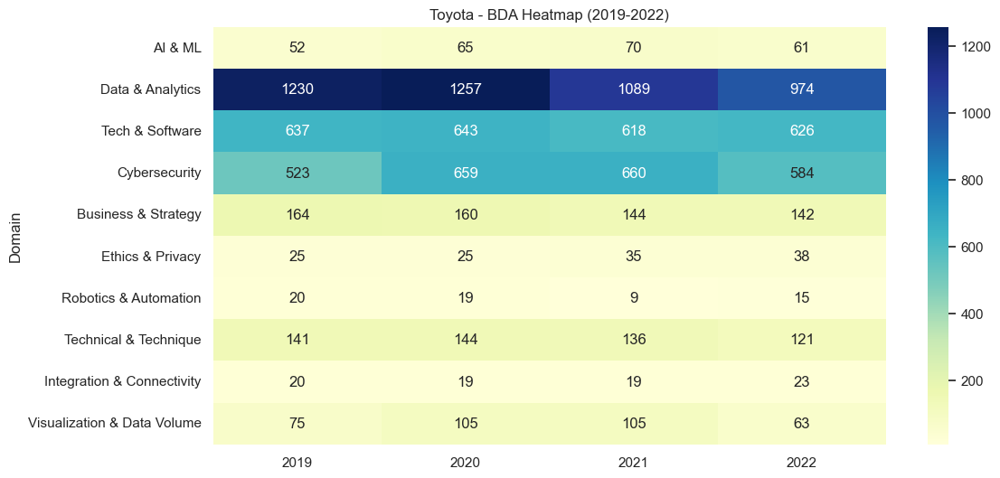 Toyota - BDA Heatmap (2019-2022)
Domain
AI & ML 52 65 70 61
Data & Analytics 1230 1257 1089 974
Tech & Software 637 643 618 626
Cybersecurity 523 659 660 584
Business & Strategy 164 160 144 142
Ethics & Privacy 25 25 35 38
Robotics & Automation 20 19 9 15
Technical & Technique 141 144 136 121
Integration & Connectivity 20 19 19 23
Visualization & Data Volume 75 105 105 63
2019 2020 2021 2022
1200
1000
800
600
400
200